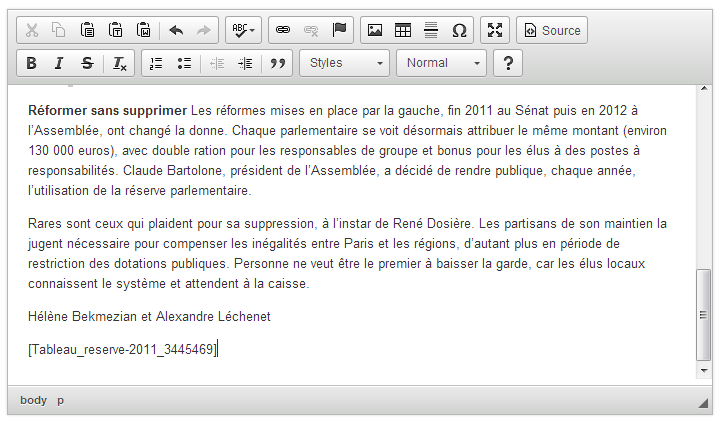 Source
B I S Tx
Styles Normal ?
Réformer sans supprimer Les réformes mises en place par la gauche, fin 2011 au Sénat puis en 2012 à
l'Assemblée, ont changé la donne. Chaque parlementaire se voit désormais attribuer le même montant (environ
130 000 euros), avec double ration pour les responsables de groupe et bonus pour les élus à des postes à
responsabilités. Claude Bartolone, président de l'Assemblée, a décidé de rendre publique, chaque année,
l'utilisation de la réserve parlementaire.
Rares sont ceux qui plaident pour sa suppression, à l'instar de René Dosière. Les partisans de son maintien la
jugent nécessaire pour compenser les inégalités entre Paris et les régions, d'autant plus en période de
restriction des dotations publiques. Personne ne veut être le premier à baisser la garde, car les élus locaux
connaissent le système et attendent à la caisse.
Hélène Bekmezian et Alexandre Léchenet
[Tableau_reserve-2011_3445469]
body p